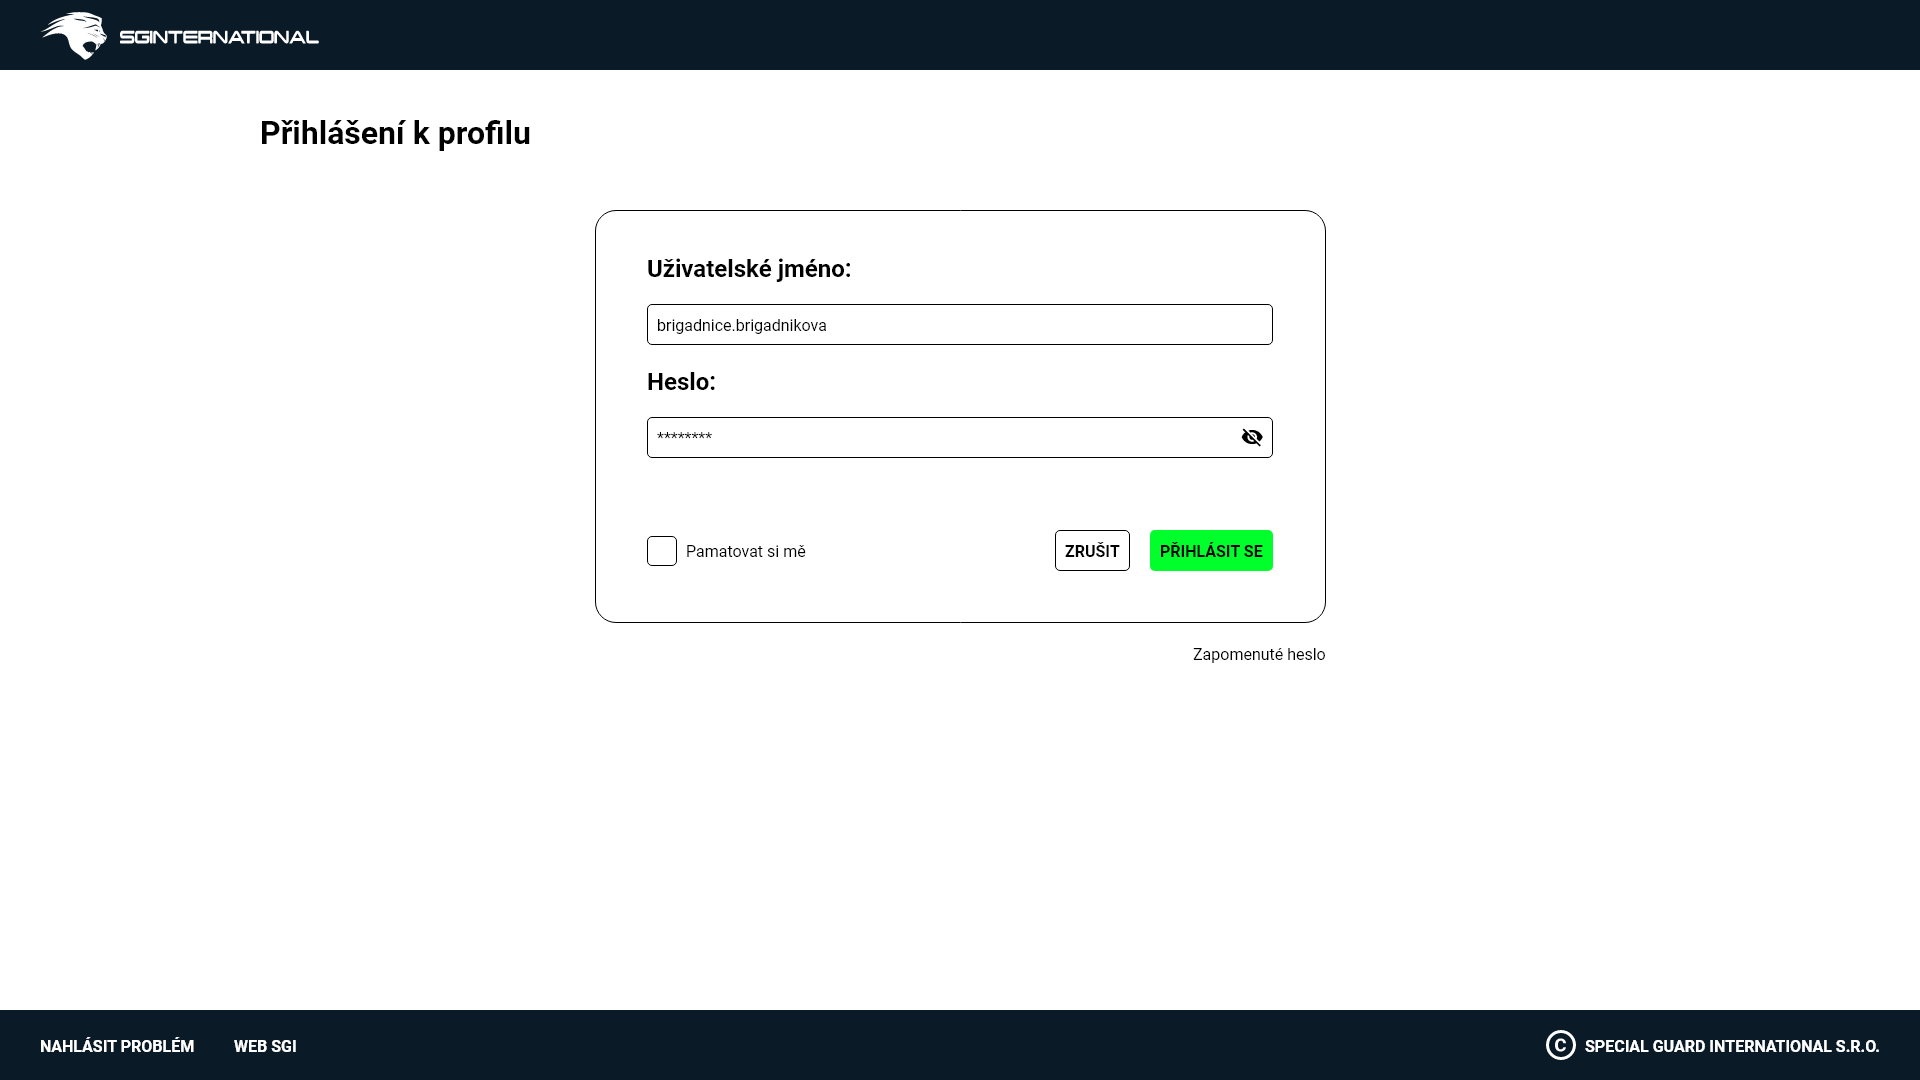 SGINTERNATIONAL
Přihlášení k profilu
Uživatelské jméno:
brigadnice.brigadnikova
Heslo:
********
Pamatovat si mě
ZRUŠIT
PŘIHLÁSIT SE
Zapomenuté heslo
NAHLÁSIT PROBLÉM
WEB SGI
© SPECIAL GUARD INTERNATIONAL S.R.O.